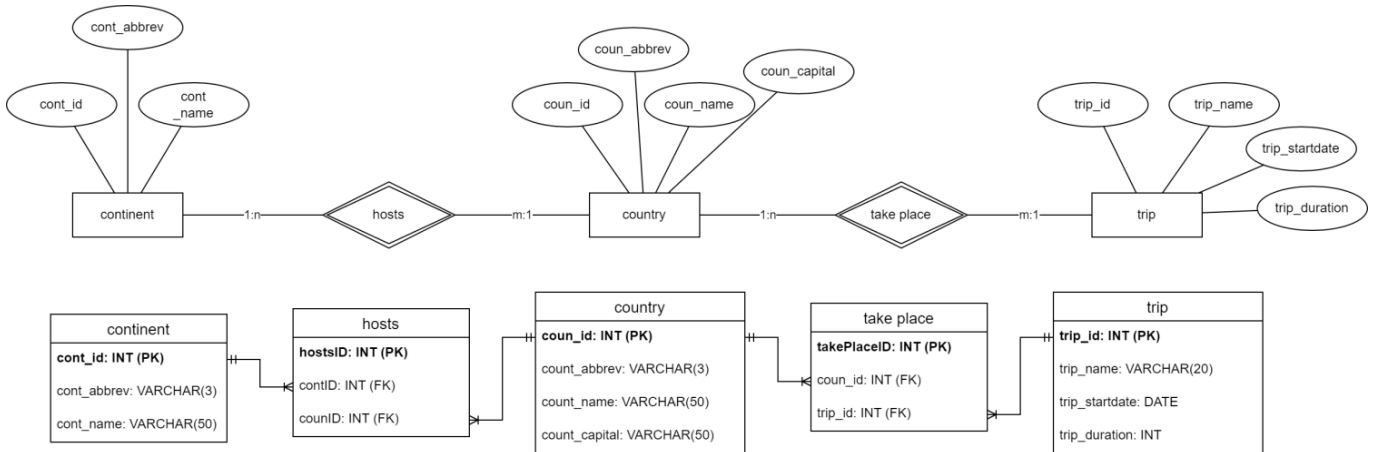 cont_abbrev
cont_id
cont
_name
coun_abbrev
coun_capital
coun_id
coun_name
trip_id
trip_name
trip_startdate
trip_duration
continent
1:n
hosts
m:1
country
1:n
take place
m:1
trip
continent
cont_id: INT (PK)
cont_abbrev: VARCHAR(3)
cont_name: VARCHAR(50)
hosts
hostsID: INT (PK)
contID: INT (FK)
counID: INT (FK)
country
coun_id: INT (PK)
count_abbrev: VARCHAR(3)
count_name: VARCHAR(50)
count_capital: VARCHAR(50)
take place
takePlaceID: INT (PK)
coun_id: INT (FK)
trip_id: INT (FK)
trip
trip_id: INT (PK)
trip_name: VARCHAR(20)
trip_startdate: DATE
trip_duration: INT